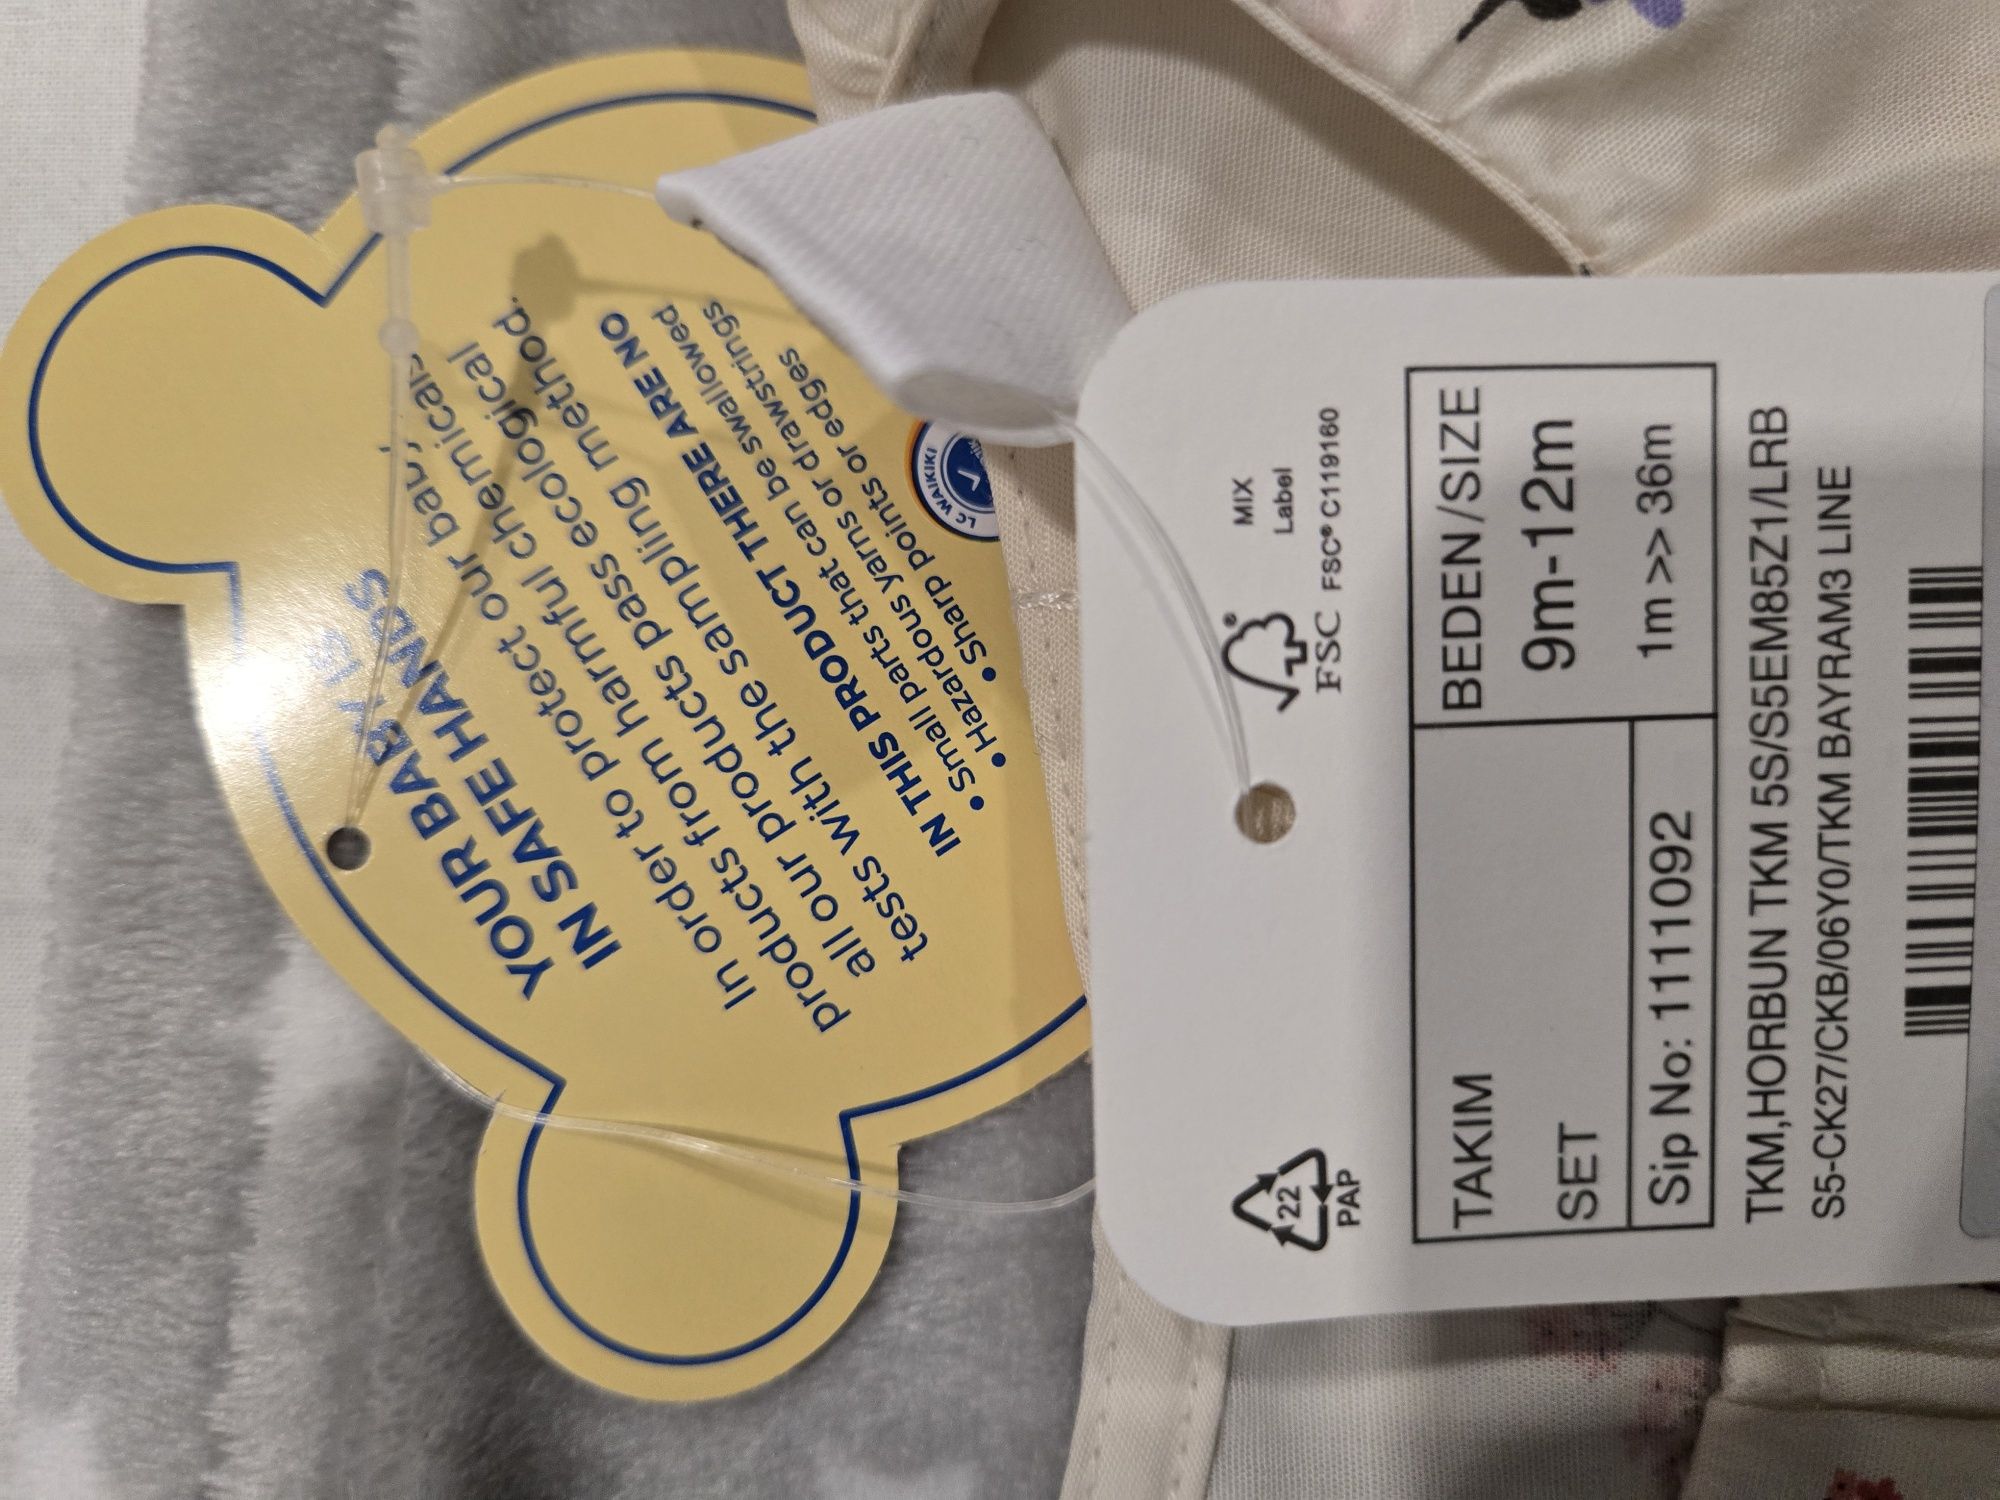 YOUR BABY IS
IN SAFE HANDS
In order to protect our baby
products from harmful chemicals,
all our products pass ecological
tests with the sampling method.
IN THIS PRODUCT THERE ARE NO
• Small parts that can be swallowed
• Hazardous yarns or drawstrings
• Sharp points or edges
LC WAIKIKI
22
PAP
FSC
MIX
Label
FSC® C119160
TAKIM
SET
BEDEN/SIZE
9m-12m
Sip No: 1111092
1m >> 36m
TKM,HORBUN TKM 5S/S5EM85Z1/LRB
S5-CK27/CKB/06Y0/TKM BAYRAM3 LINE